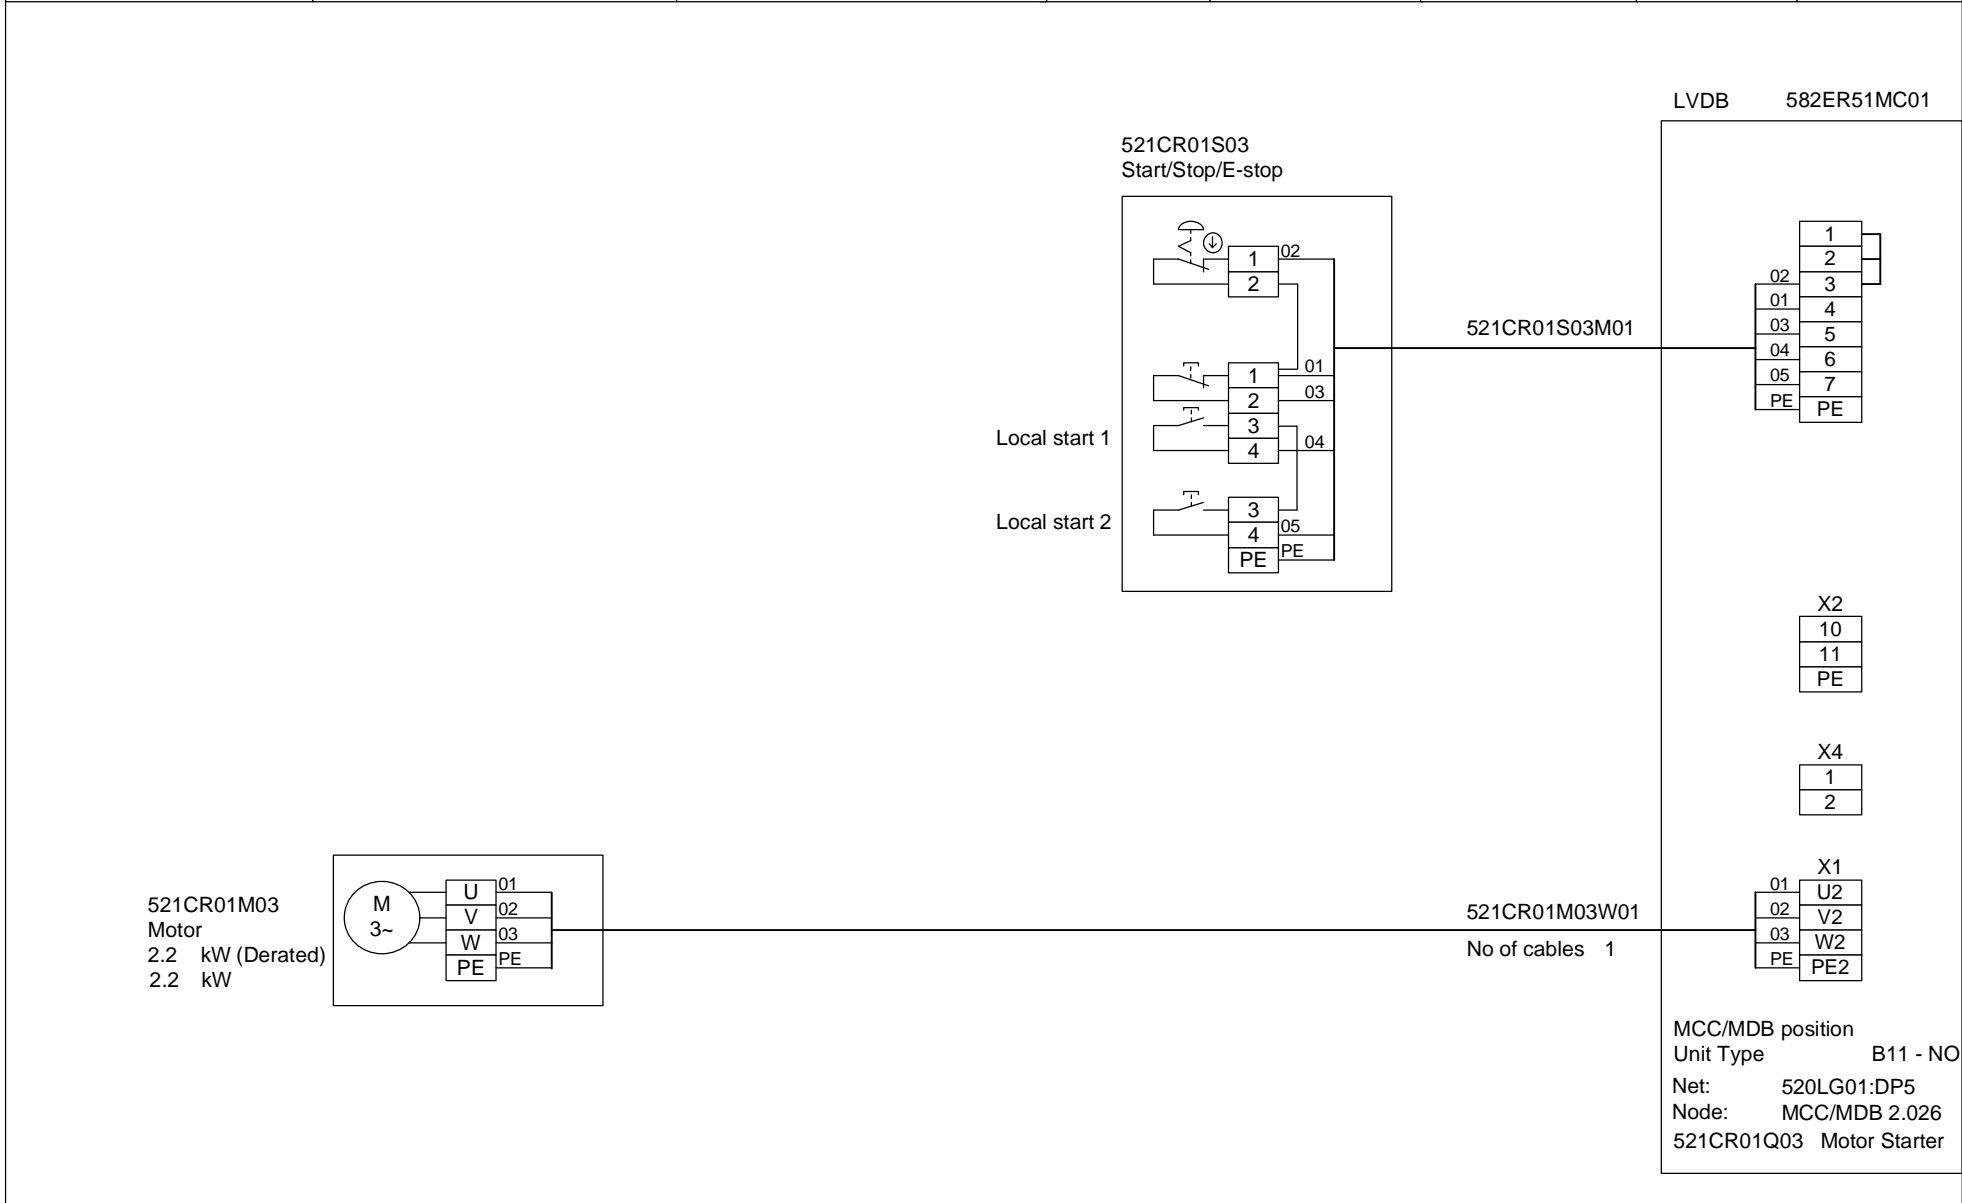 LVDB 582ER51MC01
521CR01S03
Start/Stop/E-stop
1 02
2
1 01
2 03
3
4 04
Local start 1
3
4 05
PE PE
Local start 2
521CR01S03M01
1
2
02 3
01 4
03 5
04 6
05 7
PE PE
X2
10
11
PE
X4
1
2
521CR01M03
Motor
2.2 kW (Derated)
2.2 kW
M
3~
U 01
V 02
W 03
PE PE
521CR01M03W01
No of cables 1
X1
01 U2
02 V2
03 W2
PE PE2
MCC/MDB position
Unit Type B11 - NO
Net: 520LG01:DP5
Node: MCC/MDB 2.026
521CR01Q03 Motor Starter